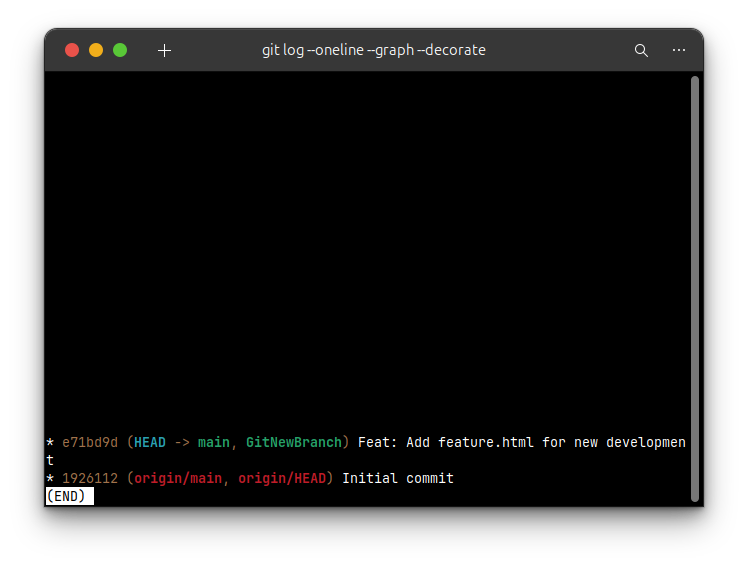 git log --oneline --graph --decorate
* e71bd9d (HEAD -> main, GitNewBranch) Feat: Add feature.html for new developmen
t
* 1926112 (origin/main, origin/HEAD) Initial commit
(END)